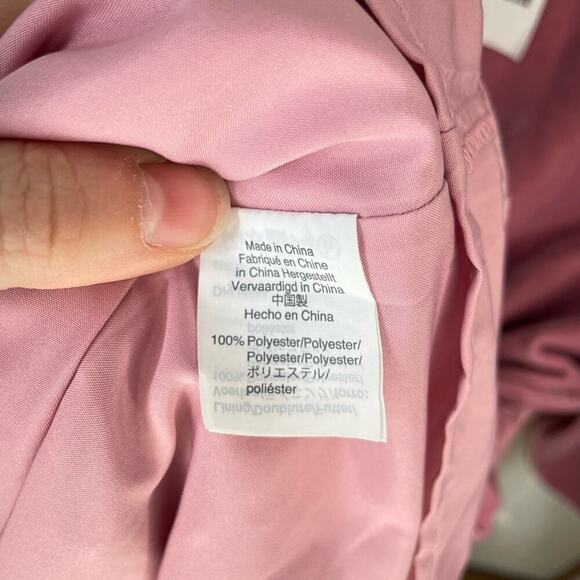 Made in China
Fabriqué en Chine
in China Hergestellt
Vervaardigd in China
中国製
Hecho en China
100% Polyester/Polyester/
Polyester/Polyester/
ポリエステル/
poliéster